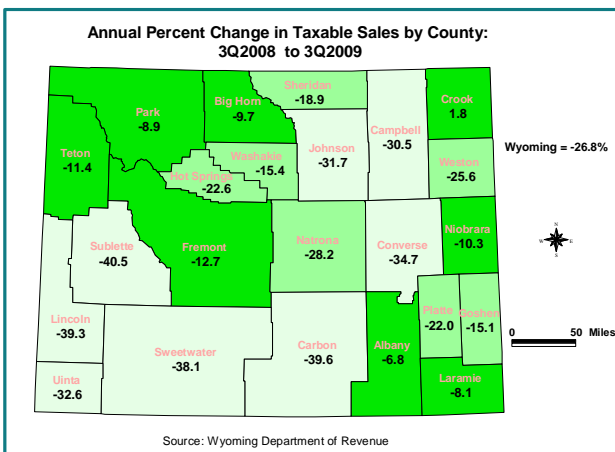 Annual Percent Change in Taxable Sales by County:
3Q2008 to 3Q2009
Sheridan
-18.9
Park
-8.9
Big Horn
-9.7
Crook
1.8
Campbell
-30.5
Johnson
-31.7
Wyoming = -26.8%
Teton
-11.4
Washakie
-15.4
Weston
-25.6
Hot Springs
-22.6
Niobrara
-10.3
Sublette
-40.5
Fremont
-12.7
Natrona
-28.2
Converse
-34.7
N
W
E
S
Platte
-22.0
Goshen
-15.1
Lincoln
-39.3
Sweetwater
-38.1
Carbon
-39.6
Albany
-6.8
0 50 Miles
Uinta
-32.6
Laramie
-8.1
Source: Wyoming Department of Revenue